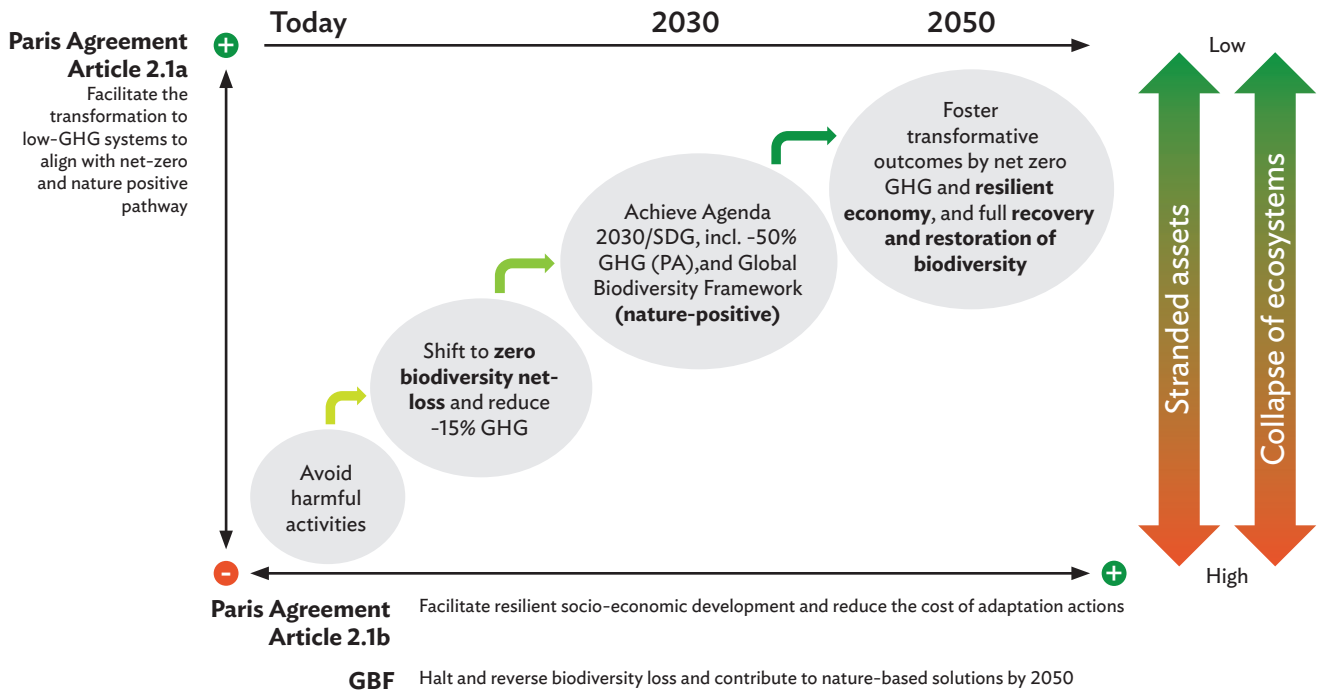 Today
2030
2050
Paris Agreement
Article 2.1a
Facilitate the
transformation to
low-GHG systems to
align with net-zero
and nature positive
pathway
+
Avoid
harmful
activities
Shift to zero
biodiversity net-
loss and reduce
-15% GHG
Achieve Agenda
2030/SDG, incl. -50%
GHG (PA),and Global
Biodiversity Framework
(nature-positive)
Foster
transformative
outcomes by net zero
GHG and resilient
economy, and full recovery
and restoration of
biodiversity
Low
Stranded assets
Collapse of ecosystems
High
-
+
Paris Agreement
Article 2.1b
Facilitate resilient socio-economic development and reduce the cost of adaptation actions
GBF
Halt and reverse biodiversity loss and contribute to nature-based solutions by 2050